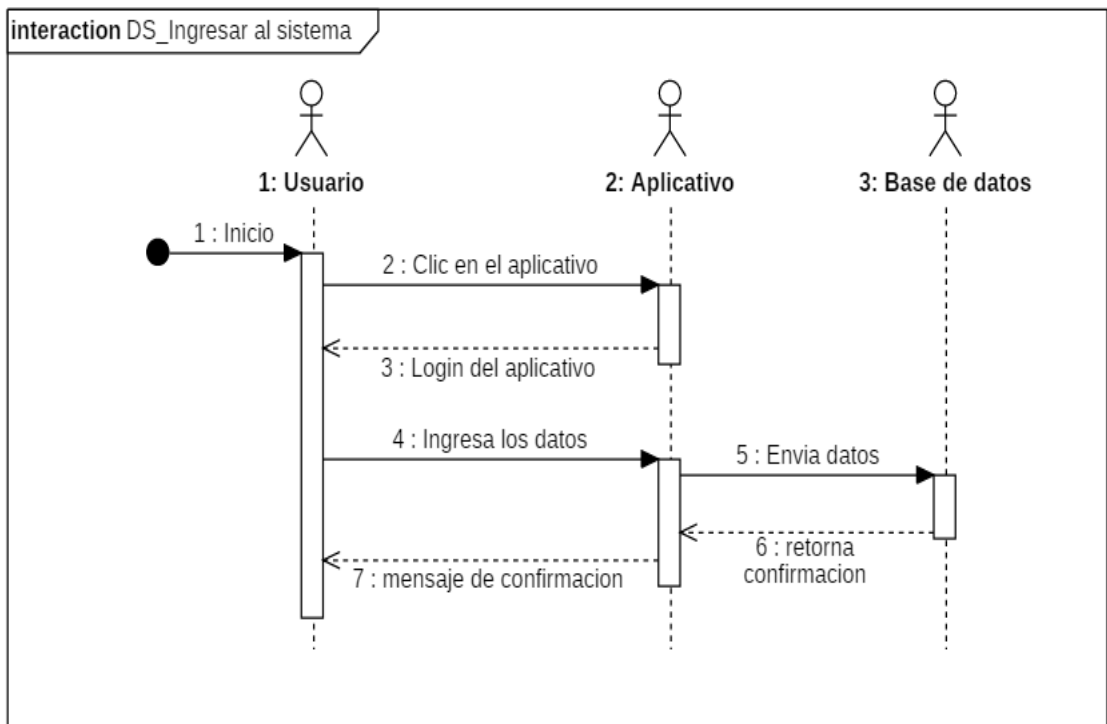 interaction DS_Ingresar al sistema
1: Usuario
2: Aplicativo
3: Base de datos
1 : Inicio
2 : Clic en el aplicativo
3 : Login del aplicativo
4 : Ingresa los datos
5 : Envia datos
6 : retorna
confirmacion
7 : mensaje de confirmacion